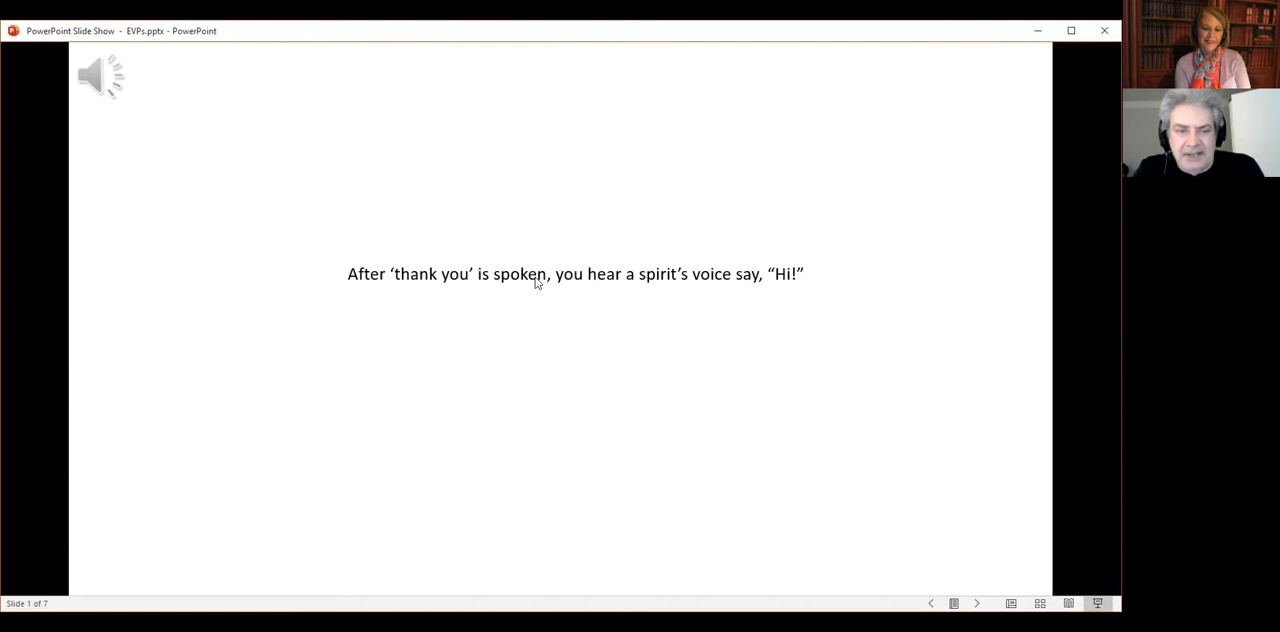 PowerPoint Slide Show - EVPs.pptx - PowerPoint
After ‘thank you’ is spoken, you hear a spirit’s voice say, “Hi!”
Slide 1 of 7